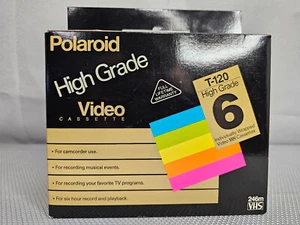 Polaroid
High Grade
Video
CASSETTE
FULL
LIFETIME
WARRANTY
T-120
High Grade
6
Individually Wrapped
Video VHS Cassettes
• For camcorder use.
• For recording musical events.
• For recording your favorite TV programs.
• For six hour record and playback.
246m
VHS